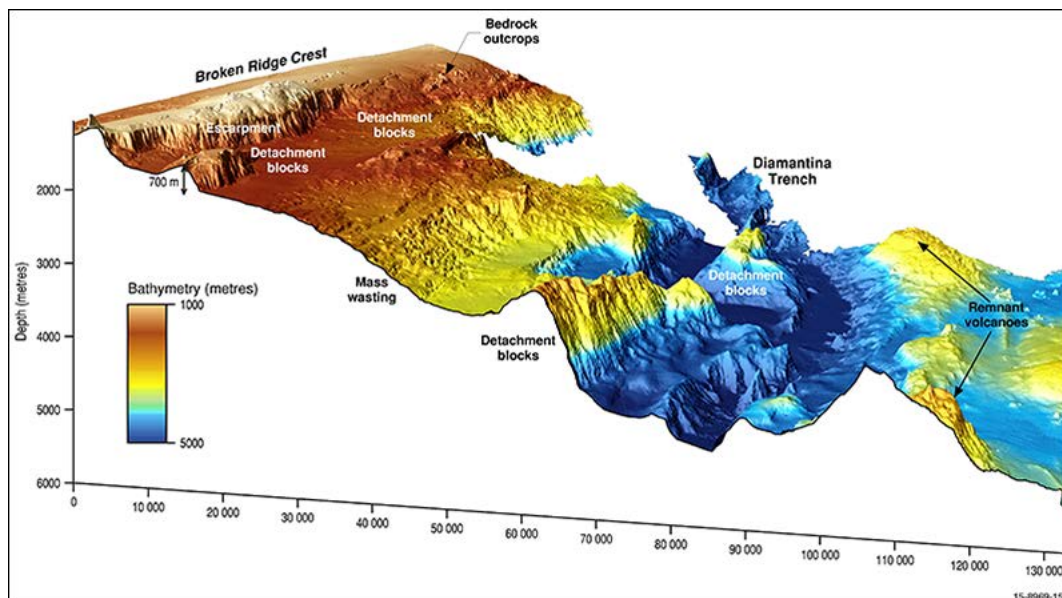 Bedrock
outcrops
Broken Ridge Crest
Escarpment
Detachment
blocks
Detachment
blocks
700 m
Diamantina
Trench
Mass
wasting
Detachment
blocks
Detachment
blocks
Remnant
volcanoes
Depth (metres)
2000
3000
4000
5000
6000
Bathymetry (metres)
1000
5000
0
10 000
20 000
30 000
40 000
50 000
60 000
70 000
80 000
90 000
100 000
110 000
120 000
130 000